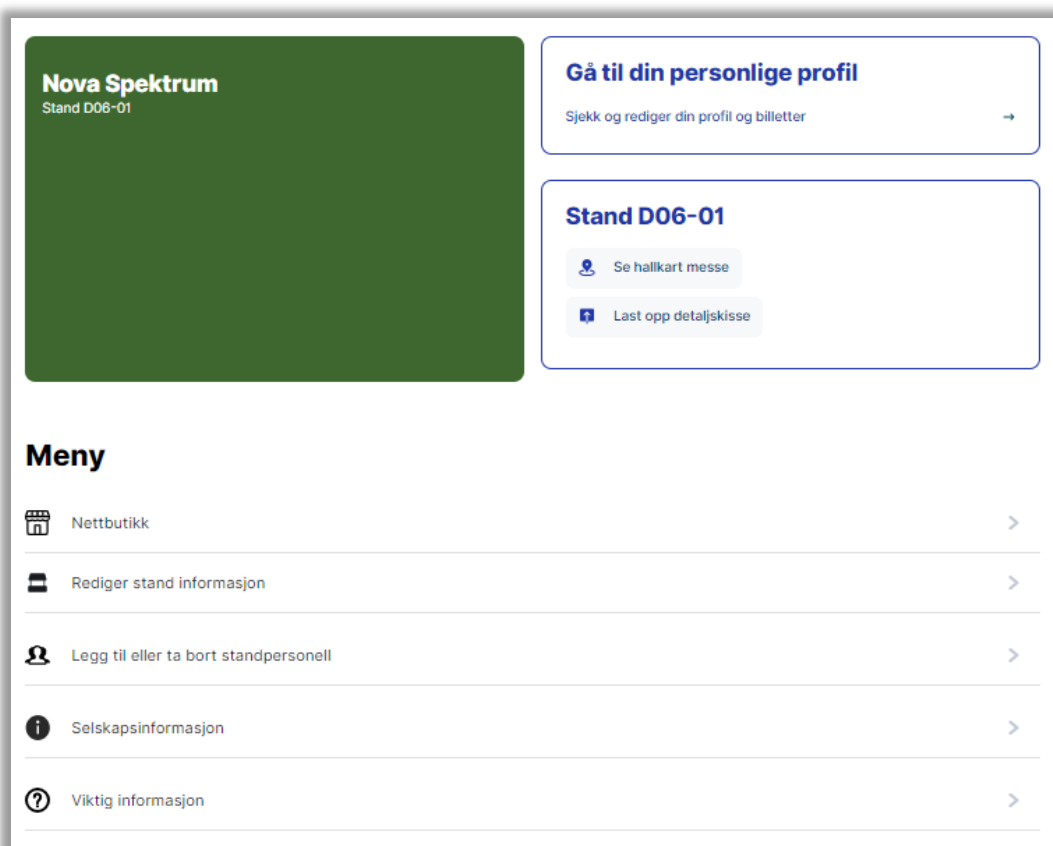 Nova Spektrum
Stand D06-01
Gå til din personlige profil
Sjekk og rediger din profil og billetter
Stand D06-01
Se hallkart messe
Last opp detaljskisse
Meny
Nettbutikk
Rediger stand informasjon
Legg til eller ta bort standpersonell
Selskapsinformasjon
Viktig informasjon